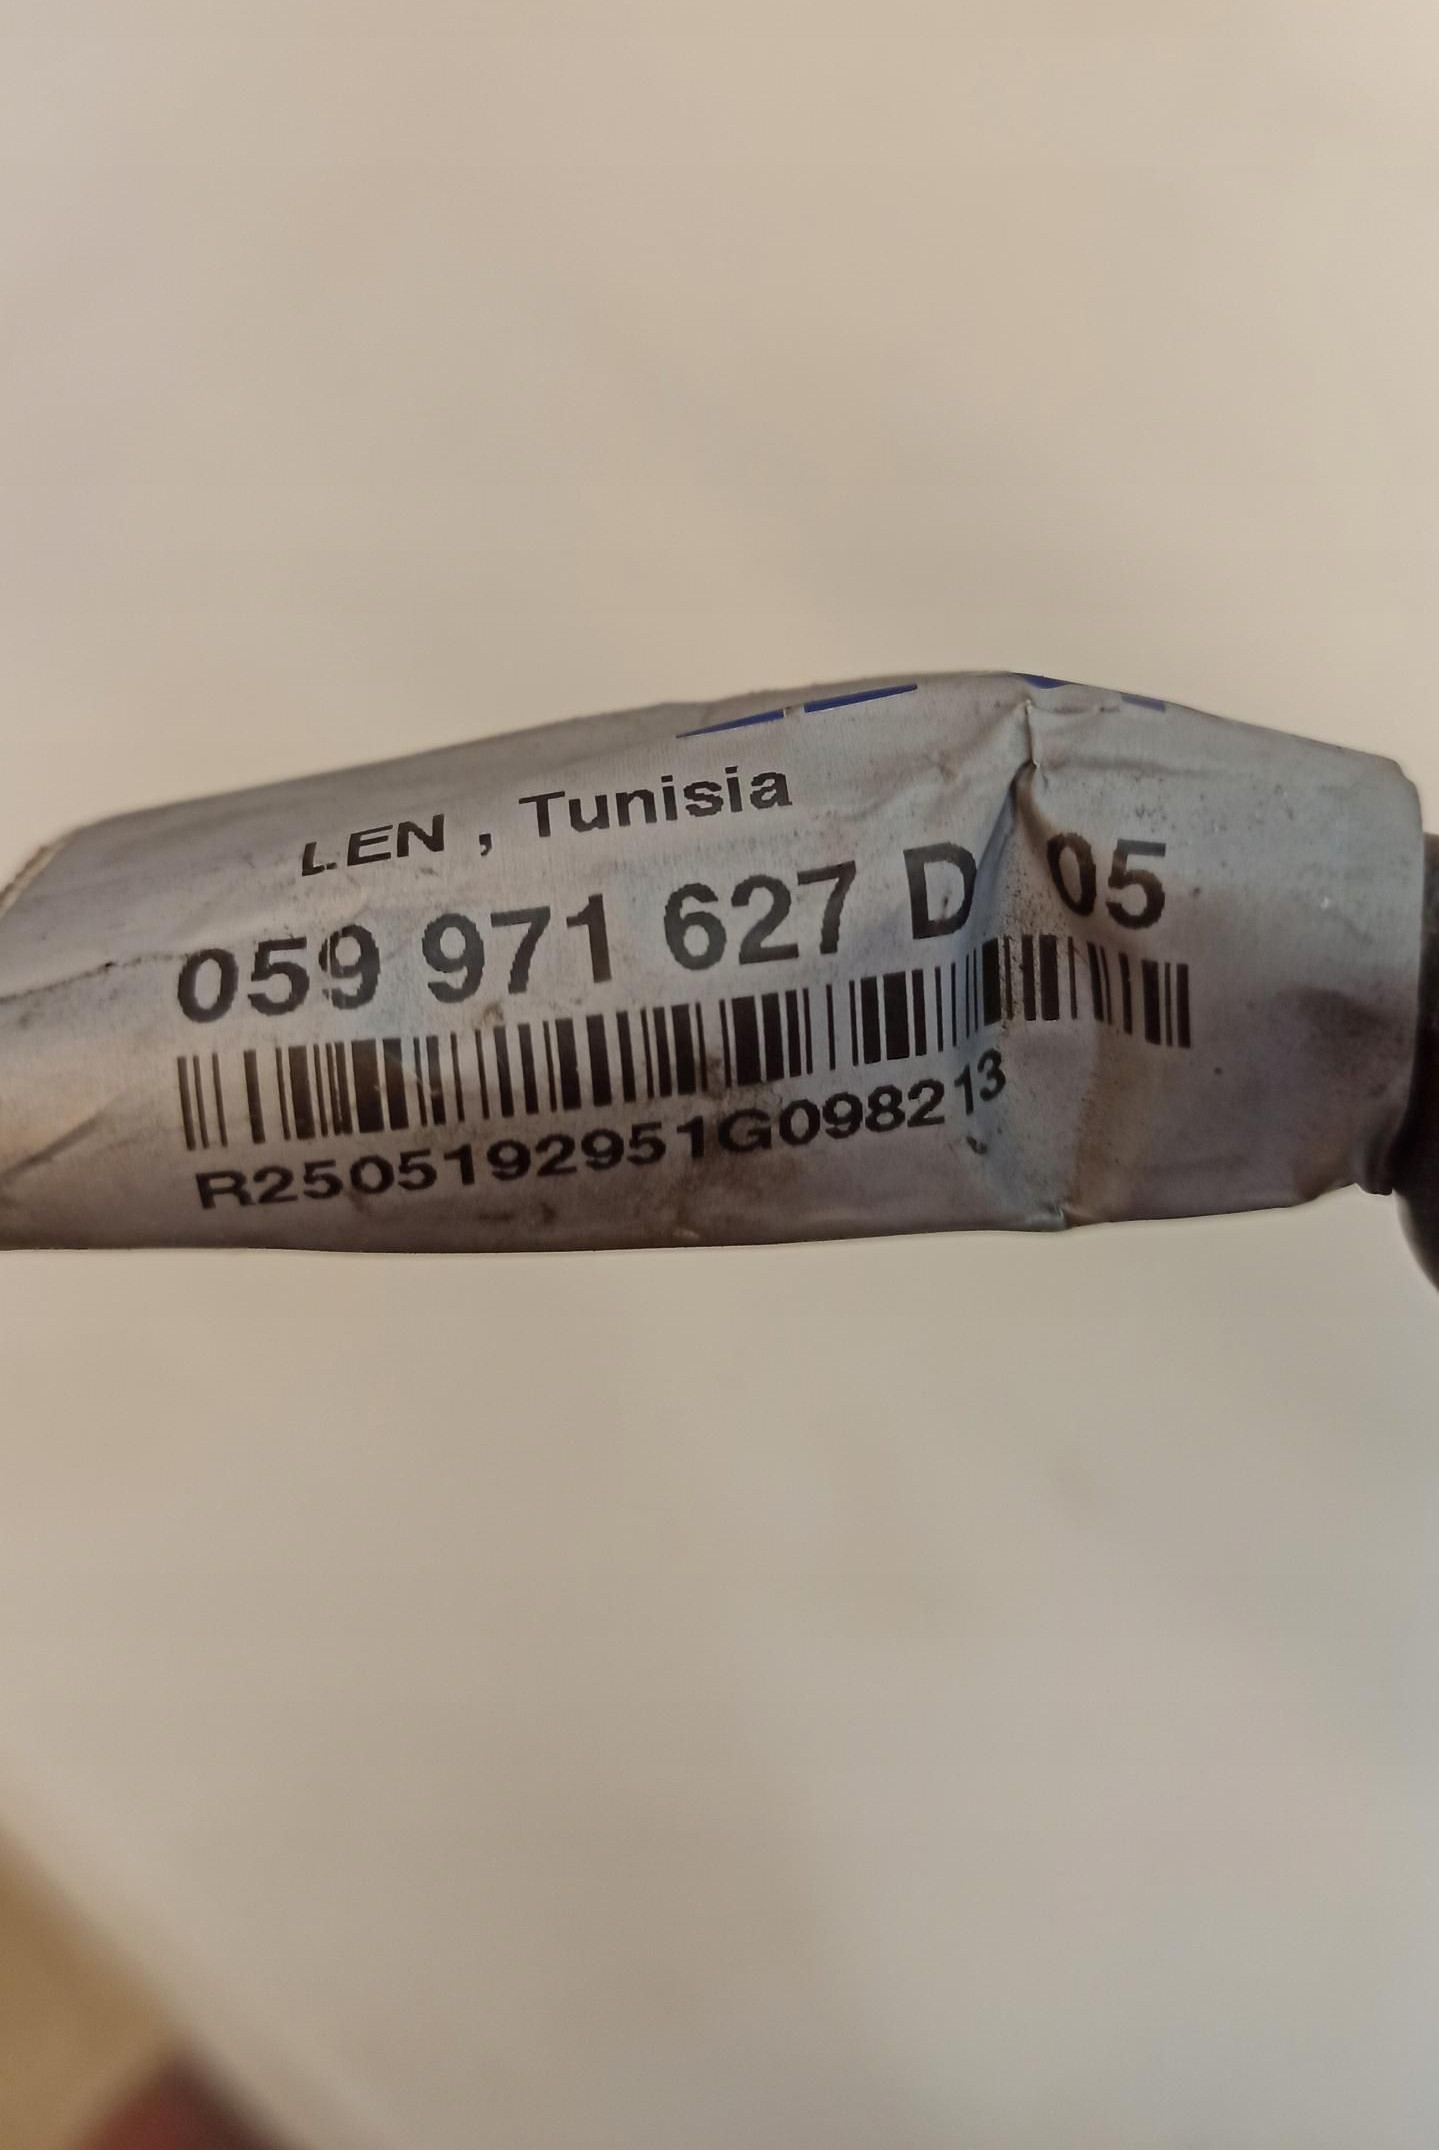 LEN , Tunisia
059 971 627 D 05
R2505192951G098213